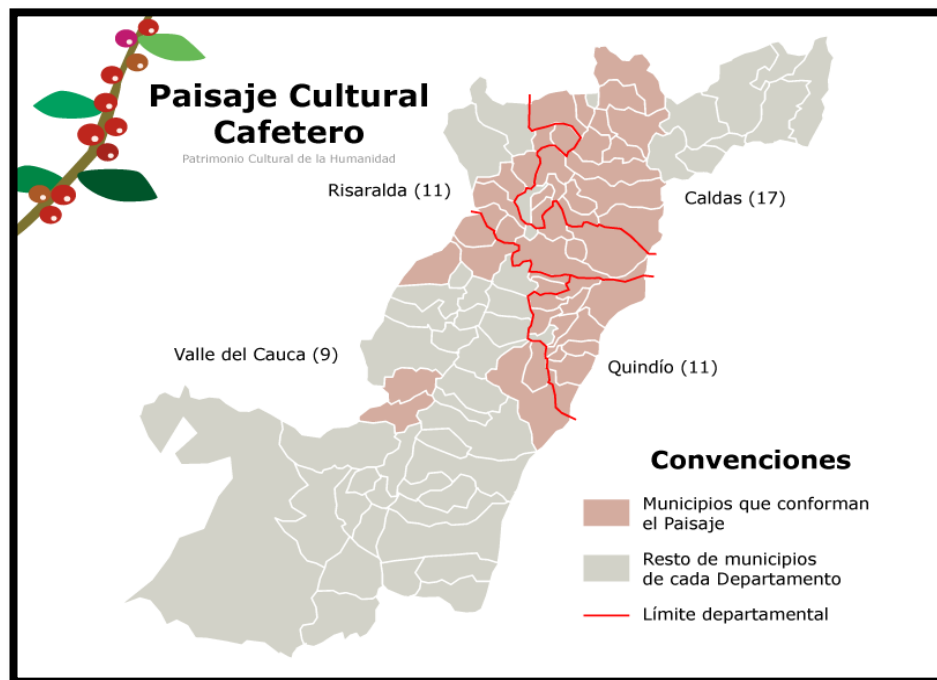 Paisaje Cultural
Cafetero
Patrimonio Cultural de la Humanidad
Risaralda (11)
Caldas (17)
Valle del Cauca (9)
Quindío (11)
Convenciones
Municipios que conforman
el Paisaje
Resto de municipios
de cada Departamento
Límite departamental